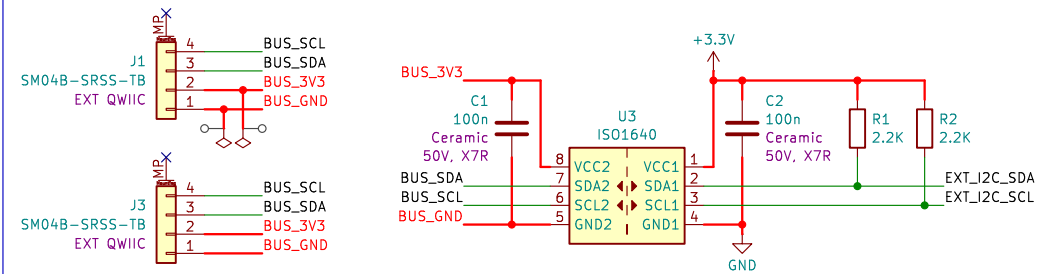 MP
J1
SM04B-SRSS-TB
EXT QWIIC
4 BUS_SCL
3 BUS_SDA
2 BUS_3V3
1 BUS_GND
MP
J3
SM04B-SRSS-TB
EXT QWIIC
4 BUS_SCL
3 BUS_SDA
2 BUS_3V3
1 BUS_GND
BUS_3V3
C1
100n
Ceramic
50V, X7R
BUS_SDA
BUS_SCL
BUS_GND
U3
ISO1640
8 VCC2 VCC1 1
7 SDA2 SDA1 2
6 SCL2 SCL1 3
5 GND2 GND1 4
+3.3V
C2
100n
Ceramic
50V, X7R
R1
2.2K
R2
2.2K
EXT_I2C_SDA
EXT_I2C_SCL
GND